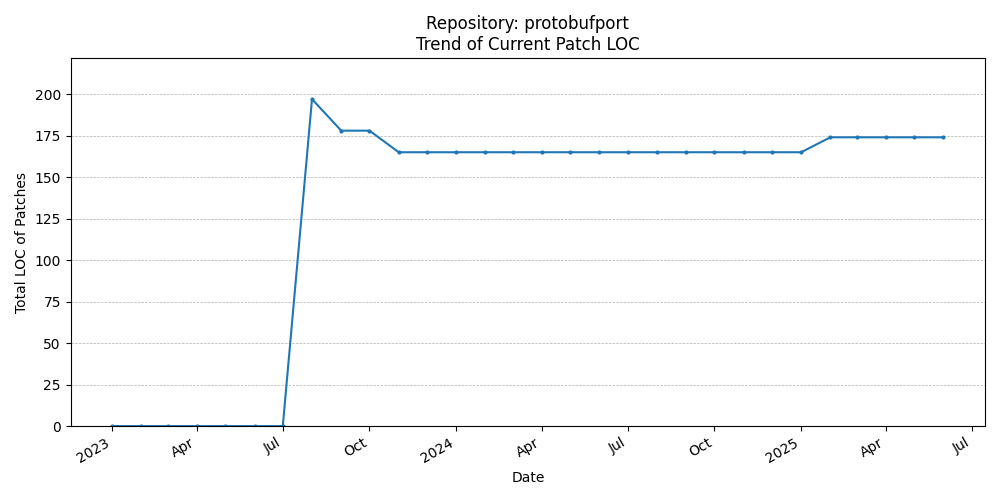 Repository: protobufport
Trend of Current Patch LOC
Total LOC of Patches
200
175
150
125
100
75
50
25
0
2023
Apr
Jul
Oct
2024
Apr
Jul
Oct
2025
Apr
Jul
Date